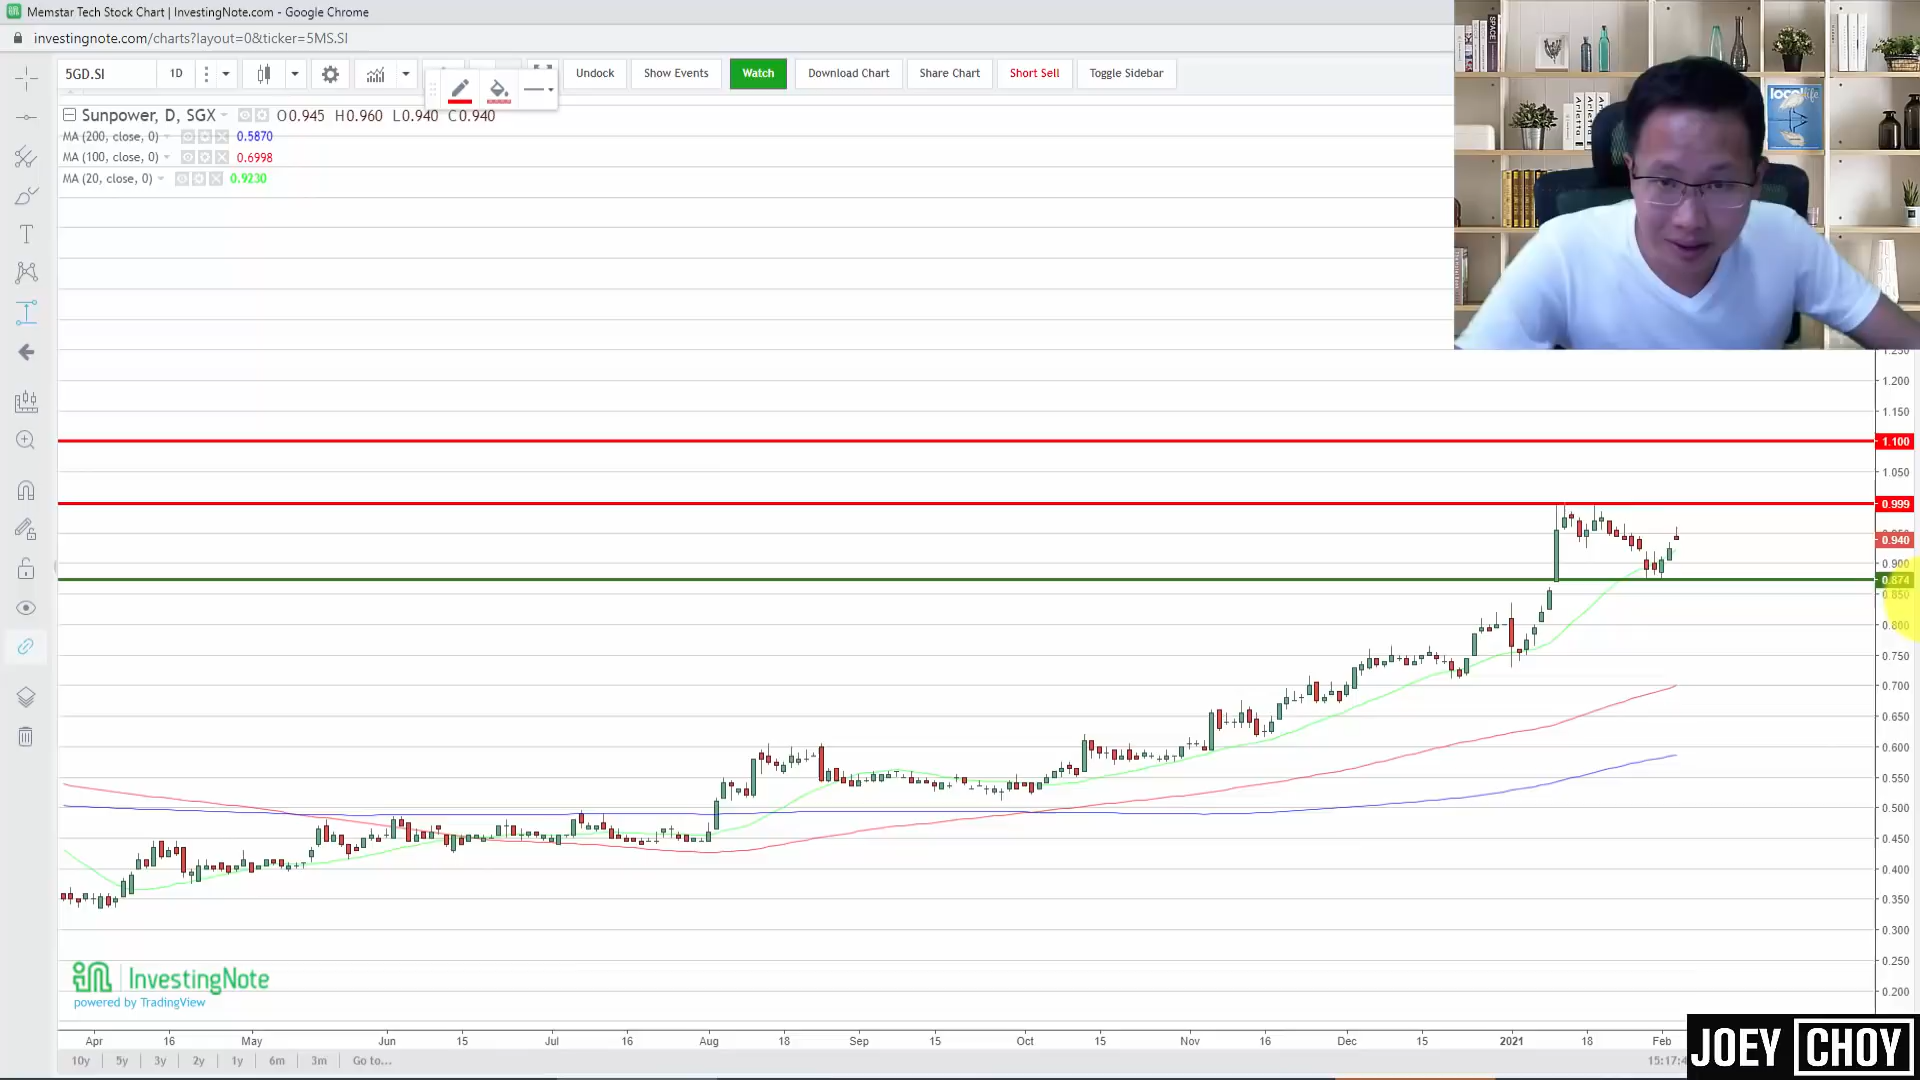 Memstar Tech Stock Chart | InvestingNote.com - Google Chrome
investingnote.com/charts?layout=0&ticker=5MS.SI
5GD.SI 1D Undock Show Events Watch Download Chart Share Chart Short Sell Toggle Sidebar
Sunpower, D, SGX O0.945 H0.960 L0.940 C0.940
MA (200, close, 0) 0.5870
MA (100, close, 0) 0.6998
MA (20, close, 0) 0.9230
SPACE
Arletta
Arletta
local life
1.200
1.150
1.100
1.050
0.999
0.940
0.900
0.874
0.850
0.800
0.750
0.700
0.650
0.600
0.550
0.500
0.450
0.400
0.350
0.300
0.250
0.200
InvestingNote
powered by TradingView
Apr 16 May Jun 15 Jul 16 Aug 18 Sep 15 Oct 15 Nov 16 Dec 15 2021 18 Feb
10y 5y 3y 2y 1y 6m 3m Go to...
JOEY CHOY